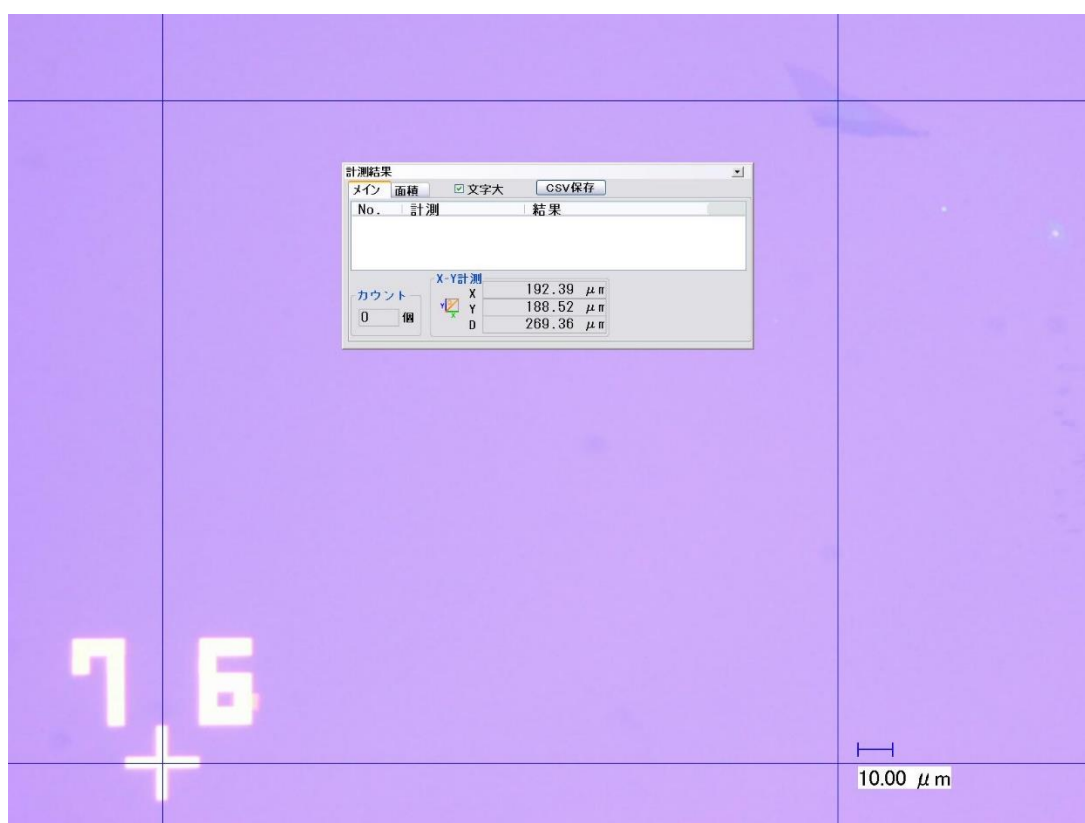 計測結果
メイン 面積 文字大 CSV保存
No. 計測 結果
カウント
0 個
X-Y計測
X 192.39 μm
Y 188.52 μm
D 269.36 μm
Y X
7 6
10.00 μm